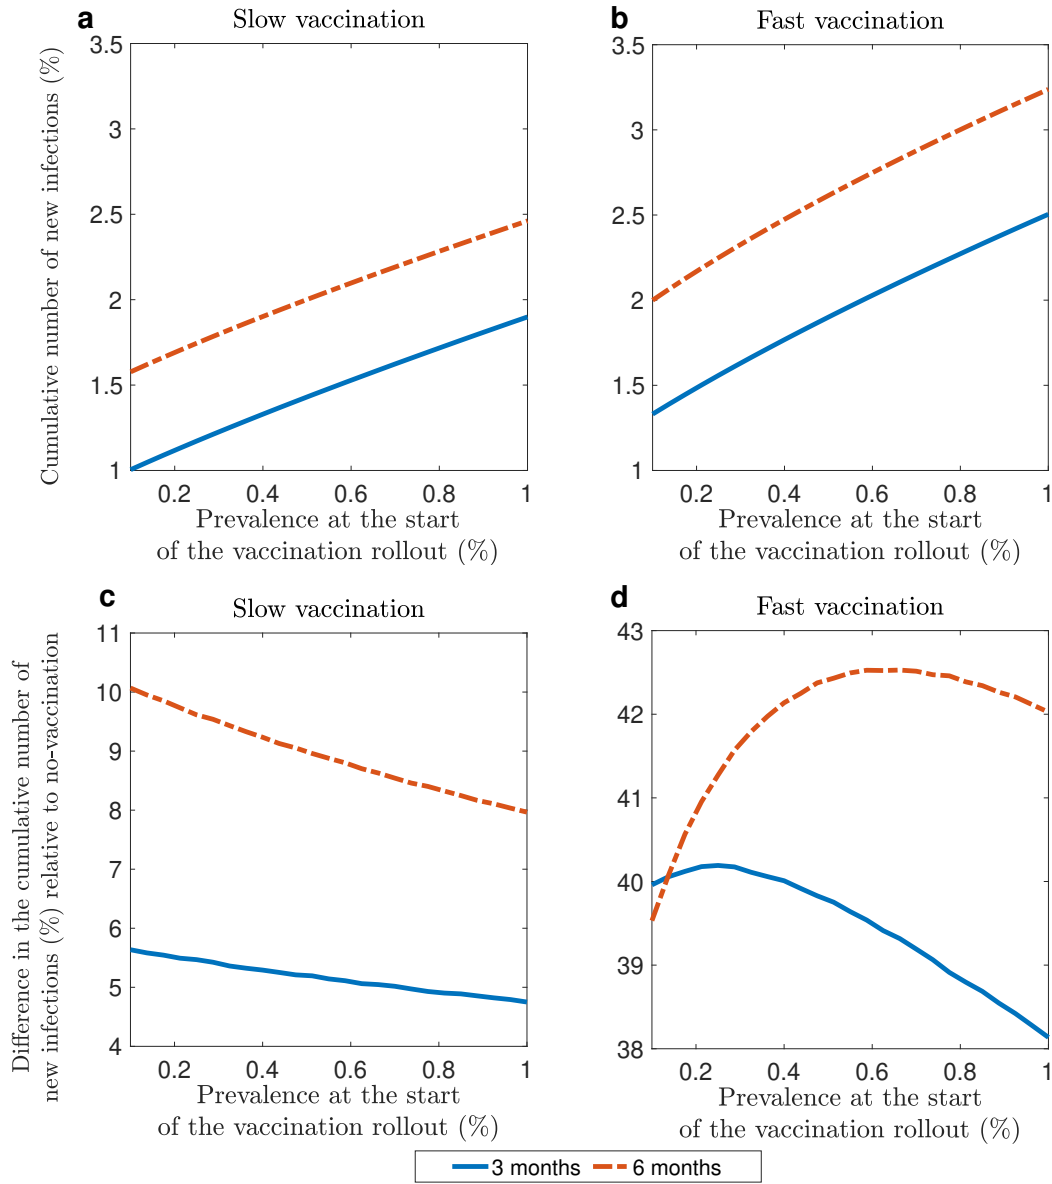 a
Slow vaccination
Cumulative number of new infections (%)
3.5
3
2.5
2
1.5
1
0.2
0.4
0.6
0.8
1
Prevalence at the start
of the vaccination rollout (%)
b
Fast vaccination
3.5
3
2.5
2
1.5
1
0.2
0.4
0.6
0.8
1
Prevalence at the start
of the vaccination rollout (%)
c
Slow vaccination
Difference in the cumulative number of
new infections (%) relative to no-vaccination
11
10
9
8
7
6
5
4
0.2
0.4
0.6
0.8
1
Prevalence at the start
of the vaccination rollout (%)
d
Fast vaccination
43
42
41
40
39
38
0.2
0.4
0.6
0.8
1
Prevalence at the start
of the vaccination rollout (%)
3 months
6 months